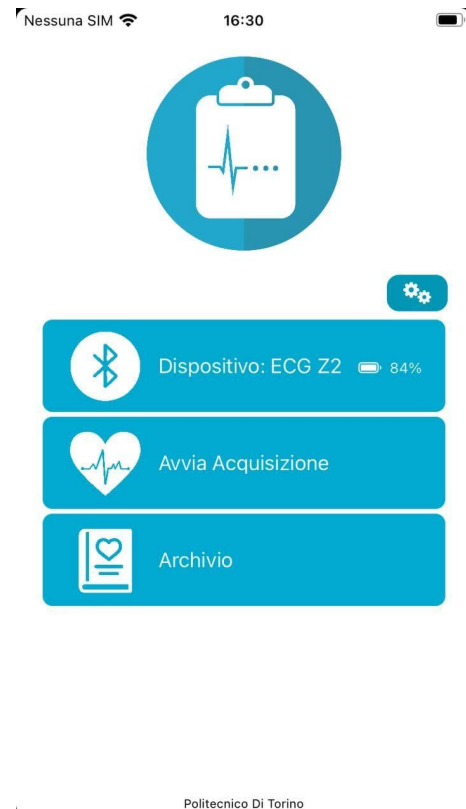 Nessuna SIM 16:30
Dispositivo: ECG Z2 84%
Avvia Acquisizione
Archivio
Politecnico Di Torino